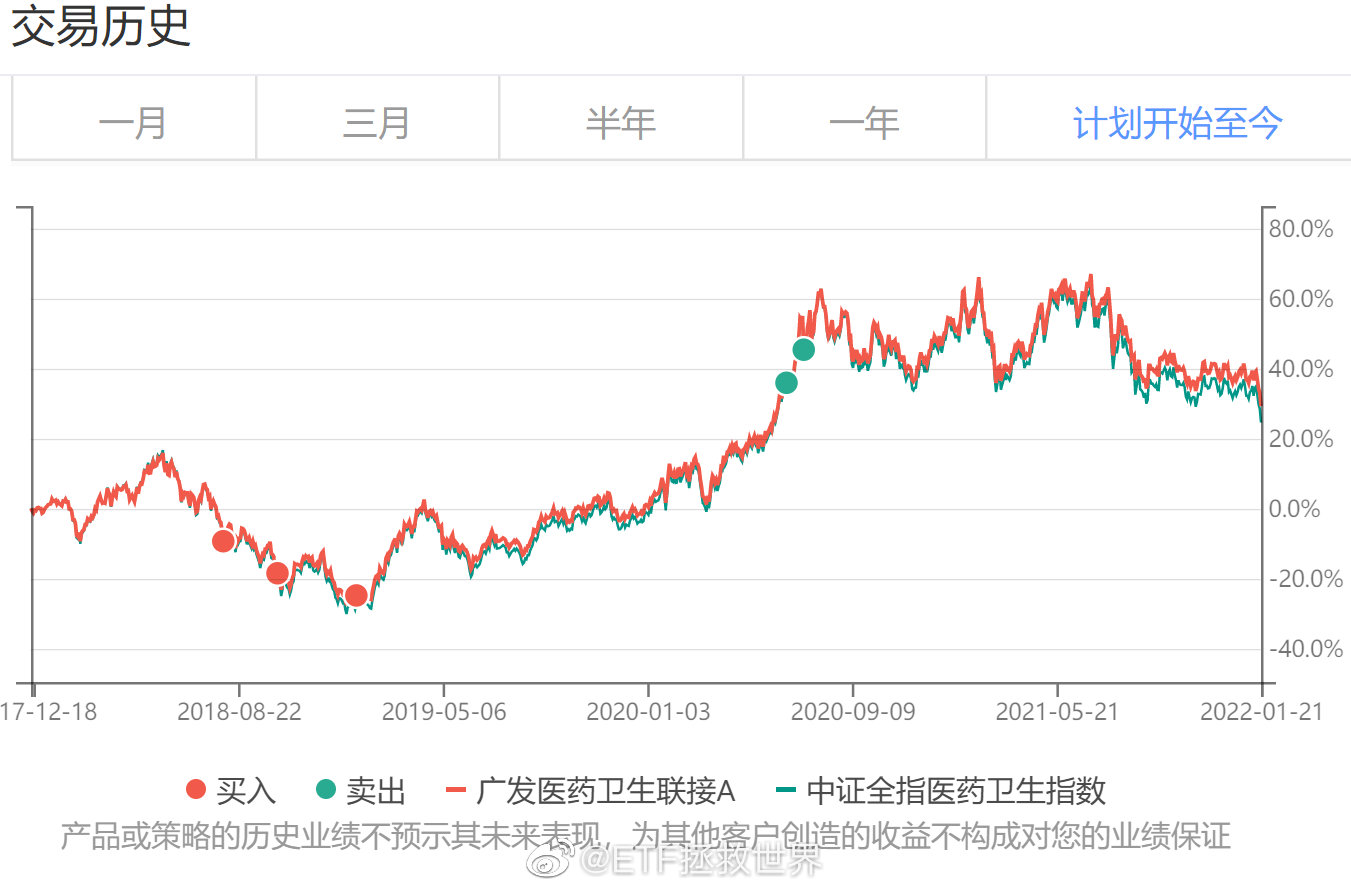 交易历史
一月 三月 半年 一年 计划开始至今
80.0%
60.0%
40.0%
20.0%
0.0%
-20.0%
-40.0%
17-12-18 2018-08-22 2019-05-06 2020-01-03 2020-09-09 2021-05-21 2022-01-21
买入 卖出 广发医药卫生联接A 中证全指医药卫生指数
产品或策略的历史业绩不预示其未来表现，为其他客户创造的收益不构成对您的业绩保证
@ETF拯救世界